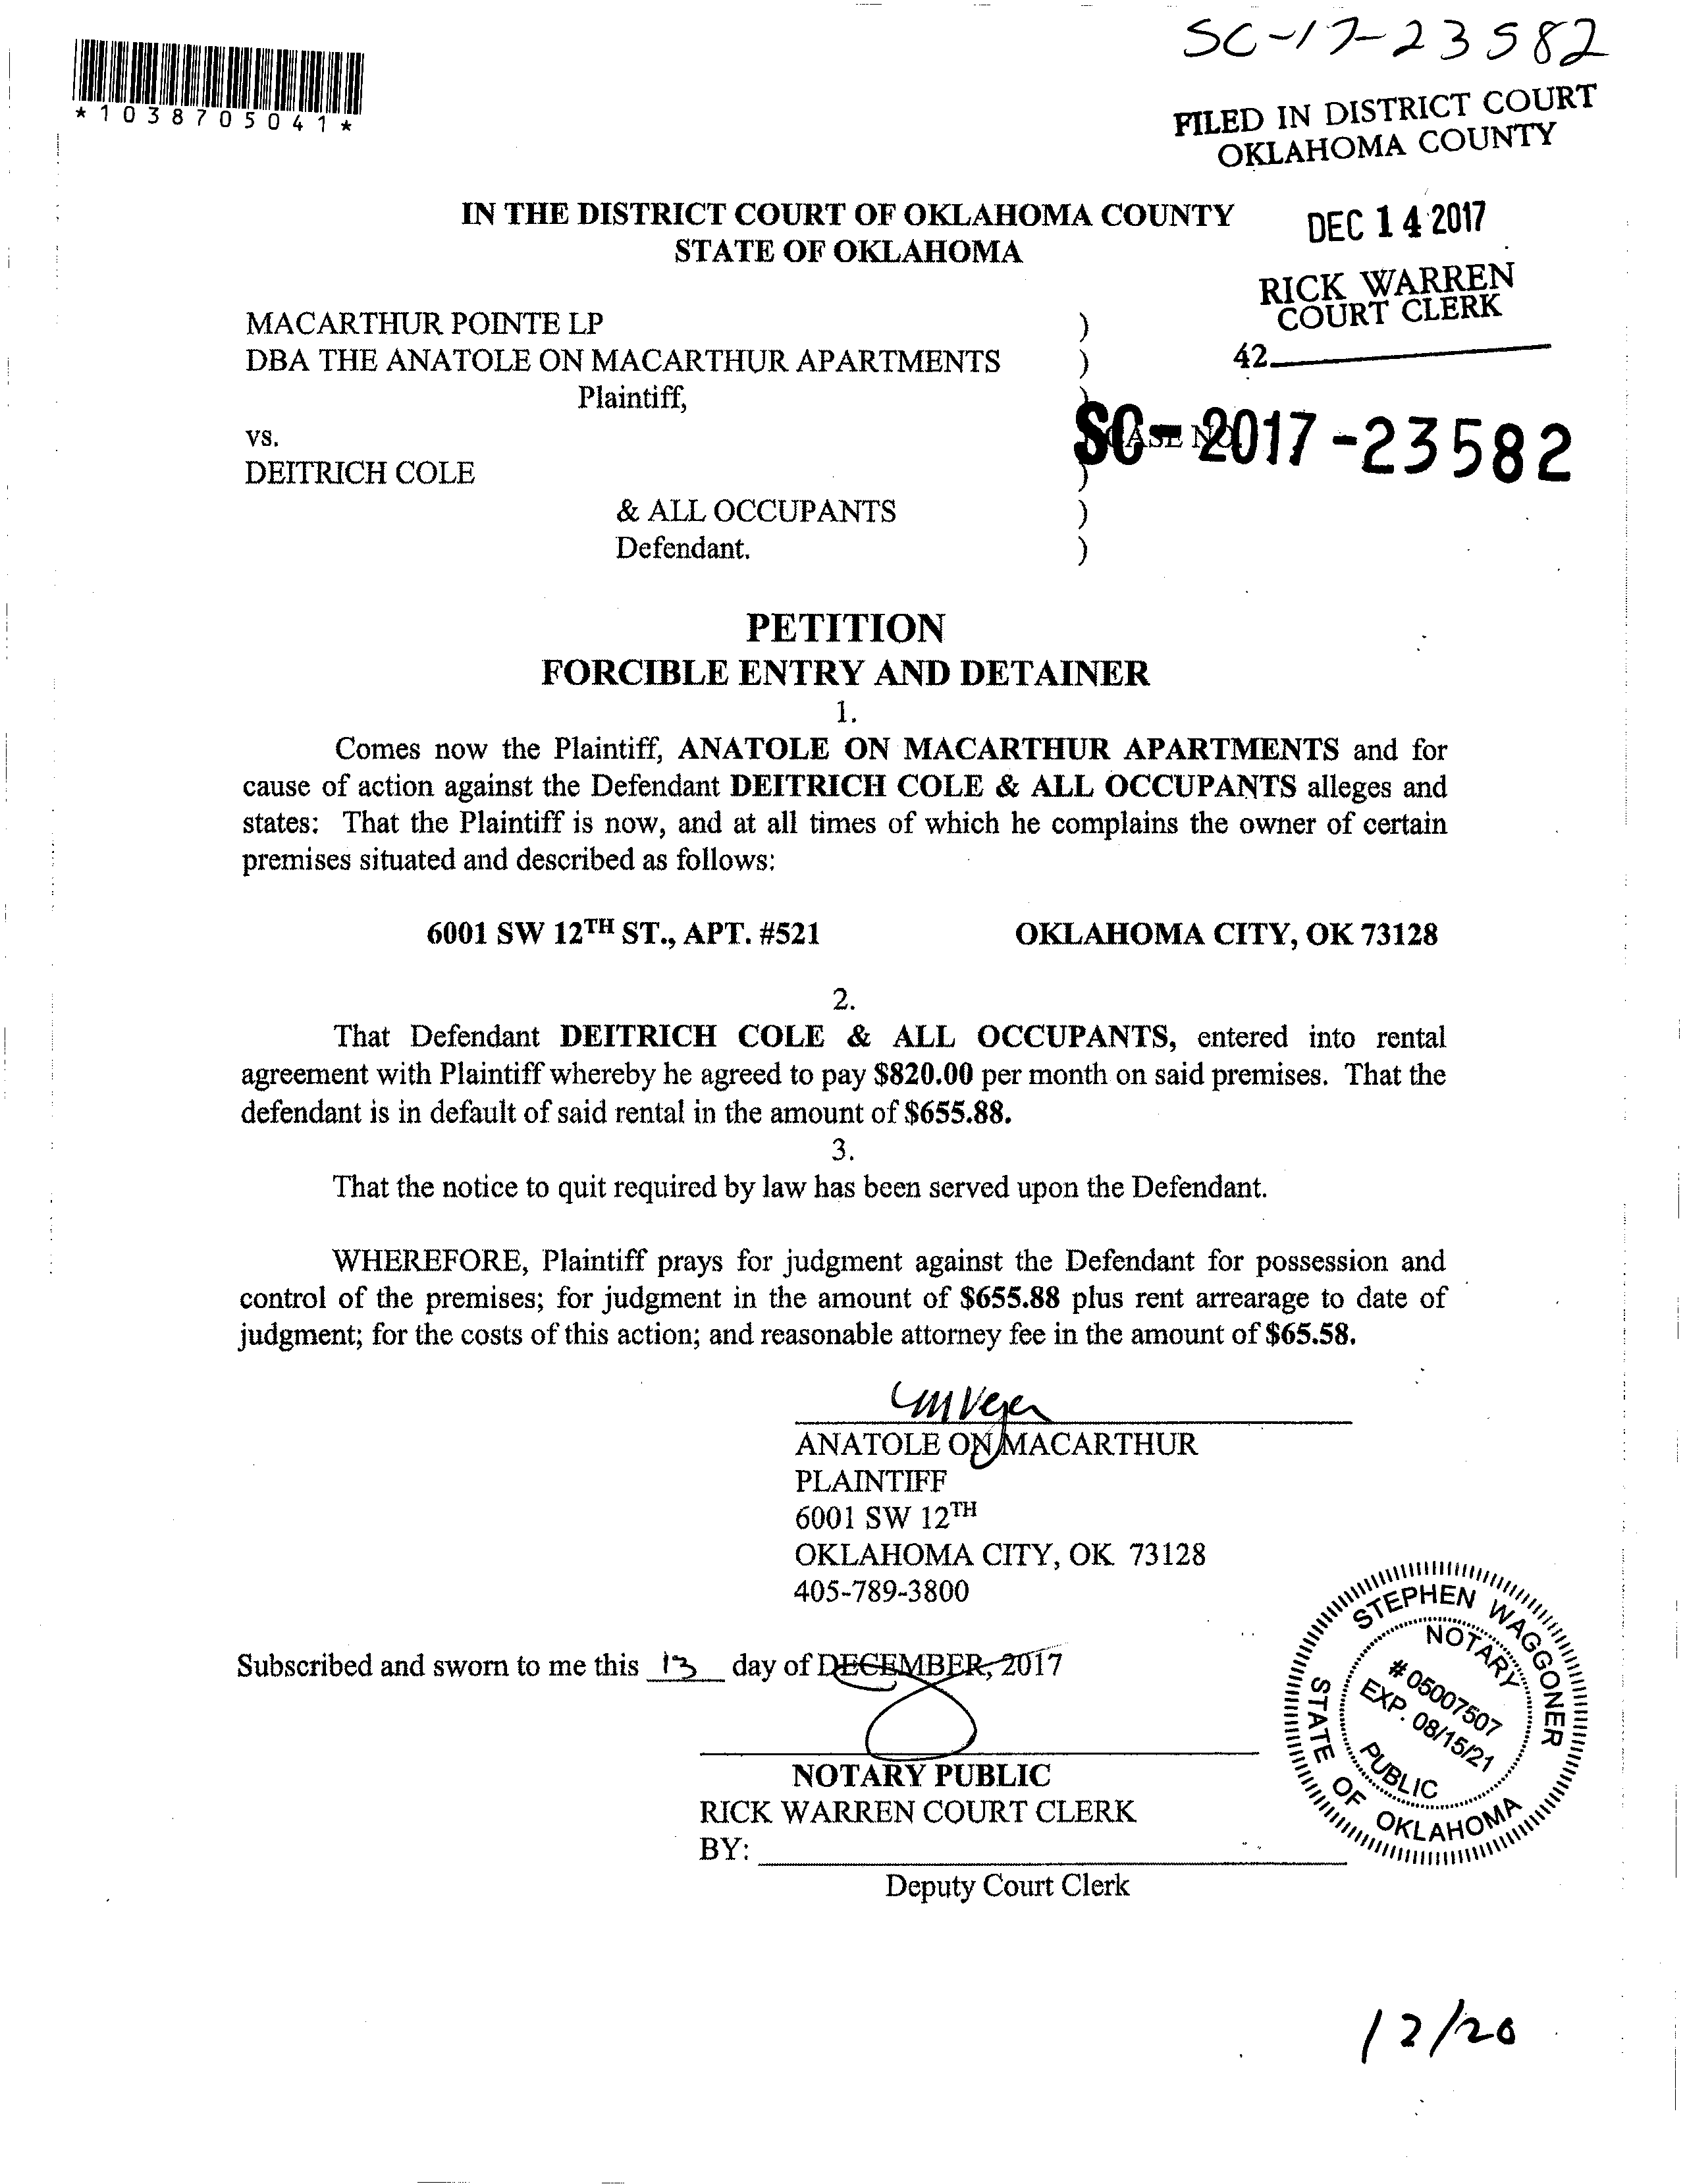 SC-17-23582
*1038705041*
FILED IN DISTRICT COURT
OKLAHOMA COUNTY
IN THE DISTRICT COURT OF OKLAHOMA COUNTY
STATE OF OKLAHOMA
DEC 14 2017
RICK WARREN
COURT CLERK
42
MACARTHUR POINTE LP )
DBA THE ANATOLE ON MACARTHUR APARTMENTS )
Plaintiff, )
vs. CASE NO.
SC-2017-23582
DEITRICH COLE )
& ALL OCCUPANTS )
Defendant. )
PETITION
FORCIBLE ENTRY AND DETAINER
1.
Comes now the Plaintiff, ANATOLE ON MACARTHUR APARTMENTS and for
cause of action against the Defendant DEITRICH COLE & ALL OCCUPANTS alleges and
states: That the Plaintiff is now, and at all times of which he complains the owner of certain
premises situated and described as follows:
6001 SW 12TH ST., APT. #521 OKLAHOMA CITY, OK 73128
2.
That Defendant DEITRICH COLE & ALL OCCUPANTS, entered into rental
agreement with Plaintiff whereby he agreed to pay $820.00 per month on said premises. That the
defendant is in default of said rental in the amount of $655.88.
3.
That the notice to quit required by law has been served upon the Defendant.
WHEREFORE, Plaintiff prays for judgment against the Defendant for possession and
control of the premises; for judgment in the amount of $655.88 plus rent arrearage to date of
judgment; for the costs of this action; and reasonable attorney fee in the amount of $65.58.
ANATOLE ON MACARTHUR
PLAINTIFF
6001 SW 12TH
OKLAHOMA CITY, OK 73128
405-789-3800
Subscribed and sworn to me this 13 day of DECEMBER, 2017
NOTARY PUBLIC
RICK WARREN COURT CLERK
BY:
Deputy Court Clerk
STEPHEN WAGGONER
NOTARY
# 05007507
EXP. 08/15/21
PUBLIC
STATE OF OKLAHOMA
12/20